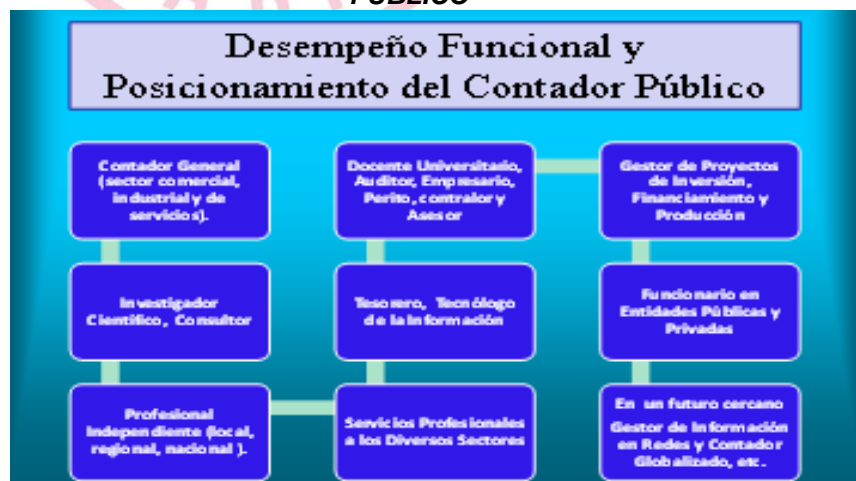 PÚBLICO
Desempeño Funcional y
Posicionamiento del Contador Público
Contador General
(sector comercial,
industrial y de
servicios).
Investigador
Científico, Consultor
Profesional
Independiente (local,
regional, nacional ).
Servicios Profesionales
a los Diversos Sectores
Tesorero, Tecnólogo
de la Información
Docente Universitario,
Auditor, Empresario,
Perito, contralor y
Asesor
Gestor de Proyectos
de Inversión,
Financiamiento y
Producción
Funcionario en
Entidades Públicas y
Privadas
En un futuro cercano
Gestor de Información
en Redes y Contador
Globalizado, etc.